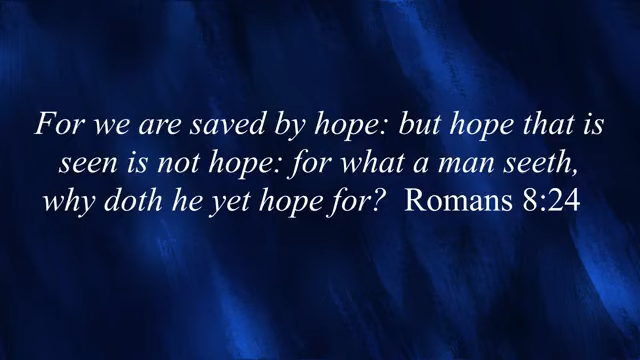 For we are saved by hope: but hope that is
seen is not hope: for what a man seeth,
why doth he yet hope for? Romans 8:24